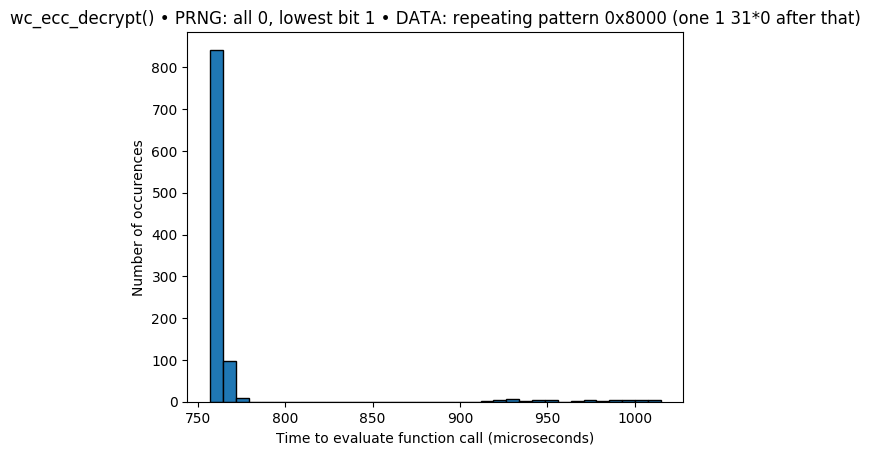 wc_ecc_decrypt() • PRNG: all 0, lowest bit 1 • DATA: repeating pattern 0x8000 (one 1 31*0 after that)
800
700
600
500
400
300
200
100
0
Number of occurences
750 800 850 900 950 1000
Time to evaluate function call (microseconds)